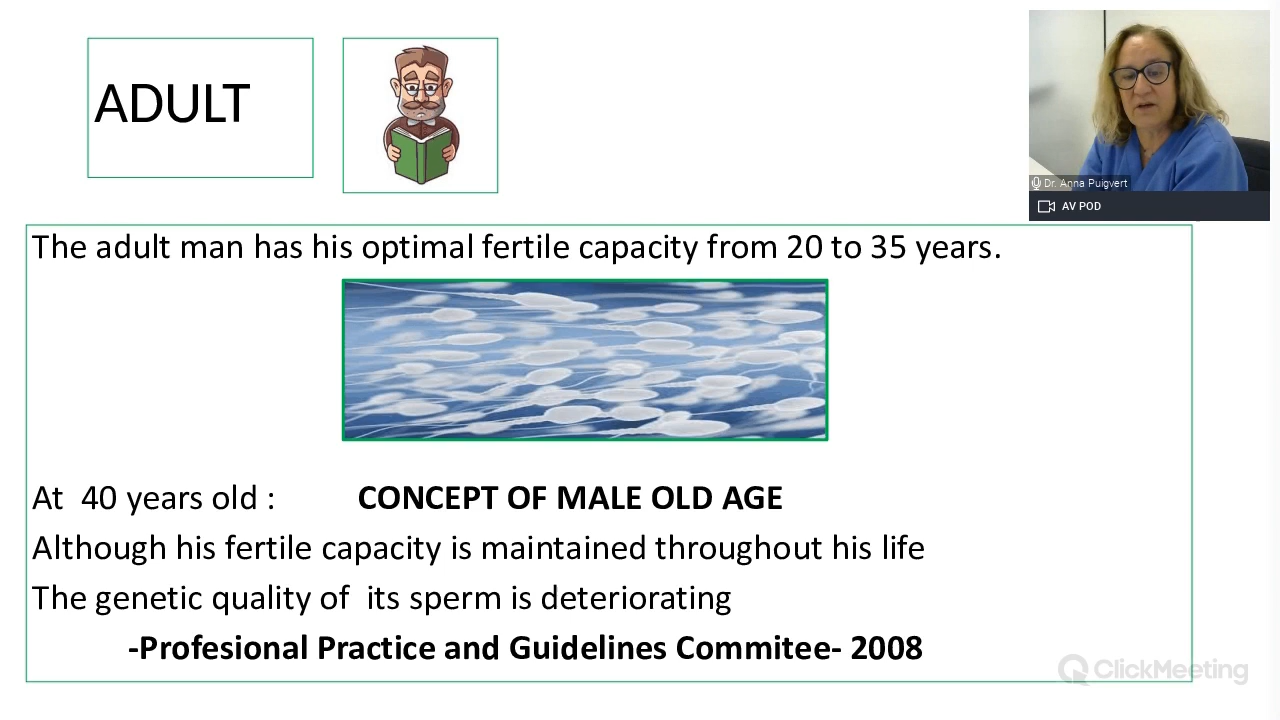 ADULT
Dr. Anna Puigvert
AV POD
The adult man has his optimal fertile capacity from 20 to 35 years.
At 40 years old : CONCEPT OF MALE OLD AGE
Although his fertile capacity is maintained throughout his life
The genetic quality of its sperm is deteriorating
-Profesional Practice and Guidelines Commitee- 2008
ClickMeeting